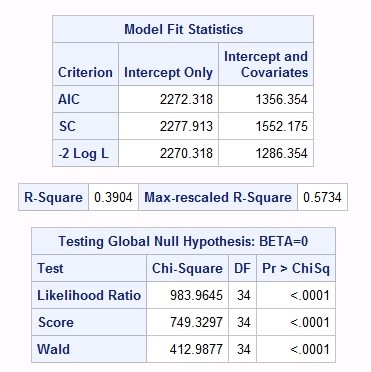 Model Fit Statistics
Criterion Intercept Only Intercept and Covariates
AIC 2272.318 1356.354
SC 2277.913 1552.175
-2 Log L 2270.318 1286.354
R-Square 0.3904 Max-rescaled R-Square 0.5734
Testing Global Null Hypothesis: BETA=0
Test Chi-Square DF Pr > ChiSq
Likelihood Ratio 983.9645 34 <.0001
Score 749.3297 34 <.0001
Wald 412.9877 34 <.0001